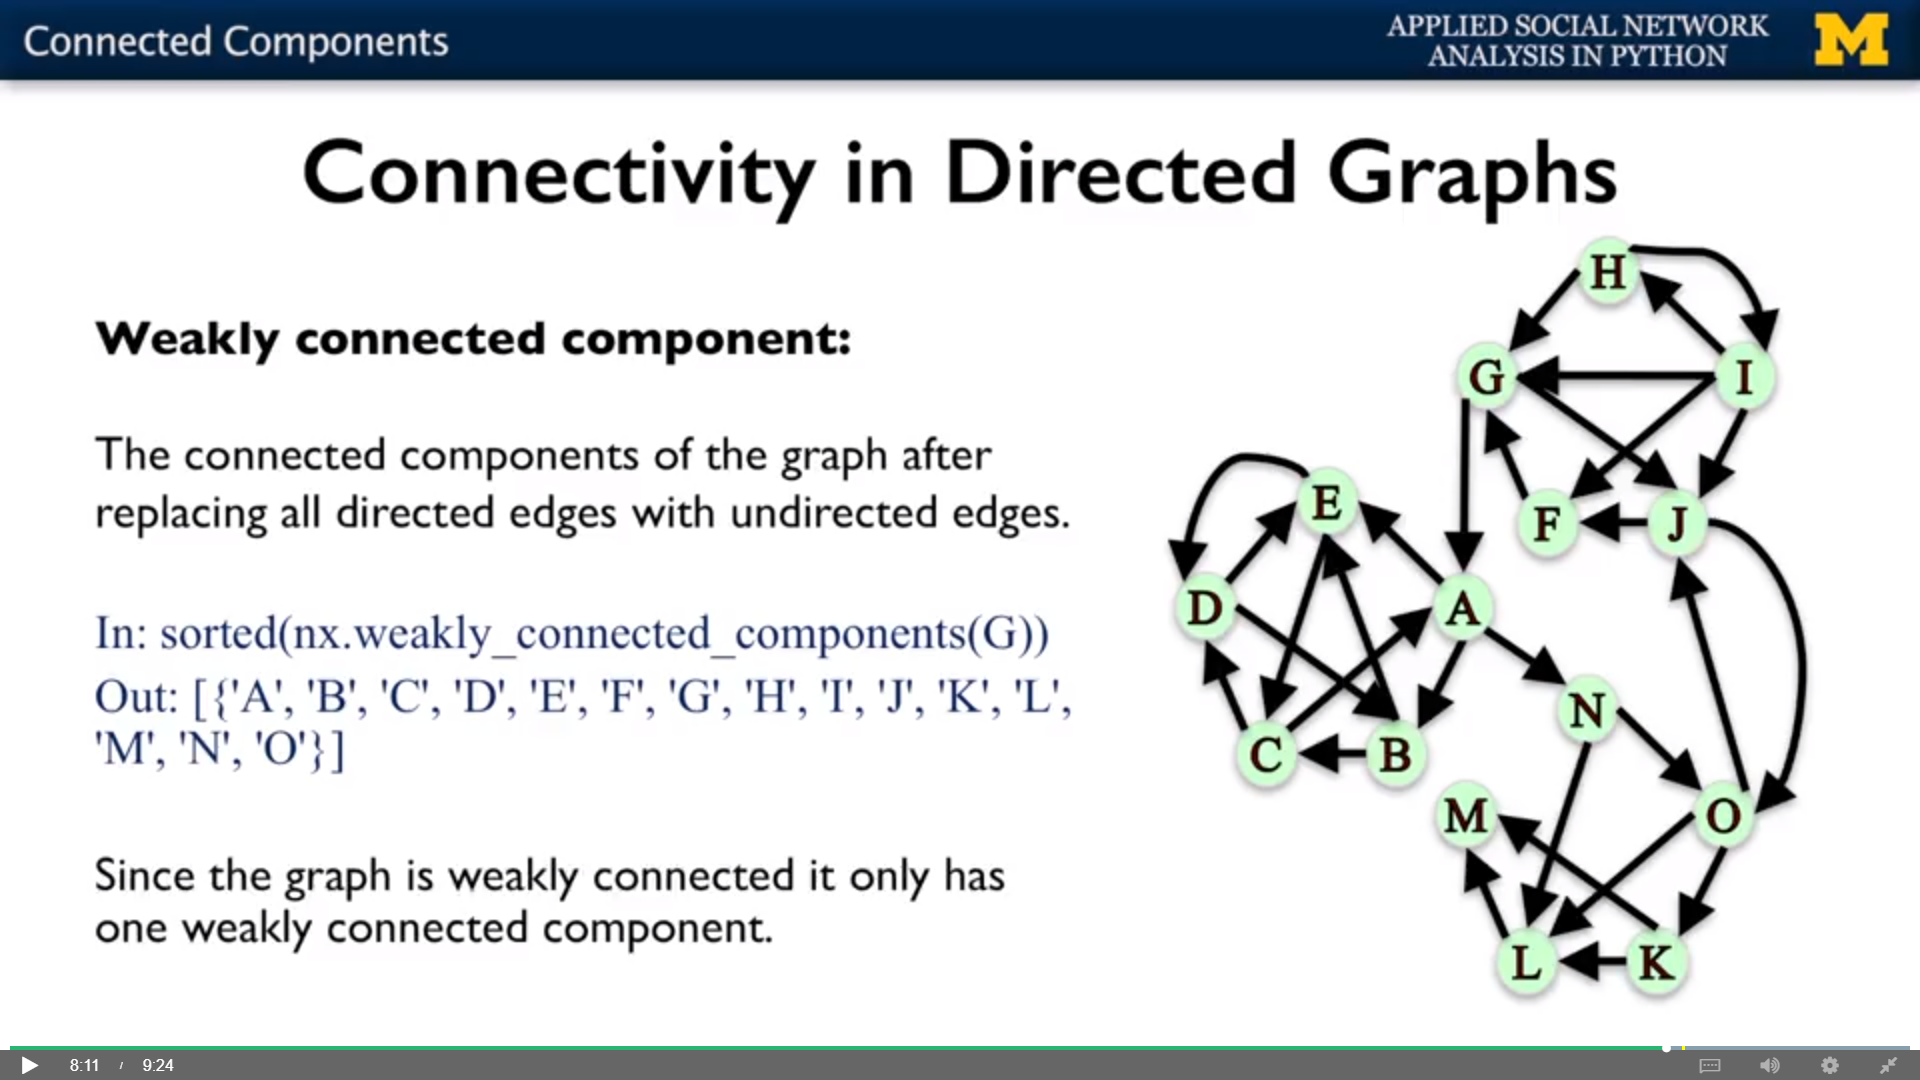 Connected Components
APPLIED SOCIAL NETWORK
ANALYSIS IN PYTHON
M
Connectivity in Directed Graphs
Weakly connected component:
The connected components of the graph after
replacing all directed edges with undirected edges.
In: sorted(nx.weakly_connected_components(G))
Out: [{'A', 'B', 'C', 'D', 'E', 'F', 'G', 'H', 'I', 'J', 'K', 'L',
'M', 'N', 'O'}]
Since the graph is weakly connected it only has
one weakly connected component.
H
G
I
E
F
J
D
A
N
C
B
M
O
L
K
8:11 / 9:24